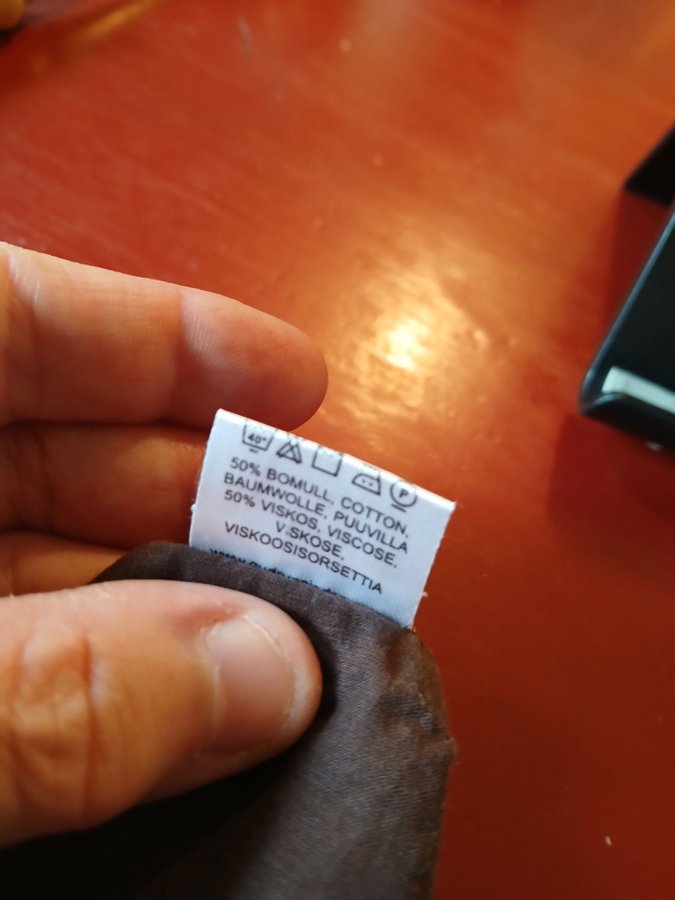 40°
P
50% BOMULL, COTTON,
BAUMWOLLE, PUUVILLA
50% VISKOS, VISCOSE,
V.SKOSE,
VISKOOSISORSETTIA